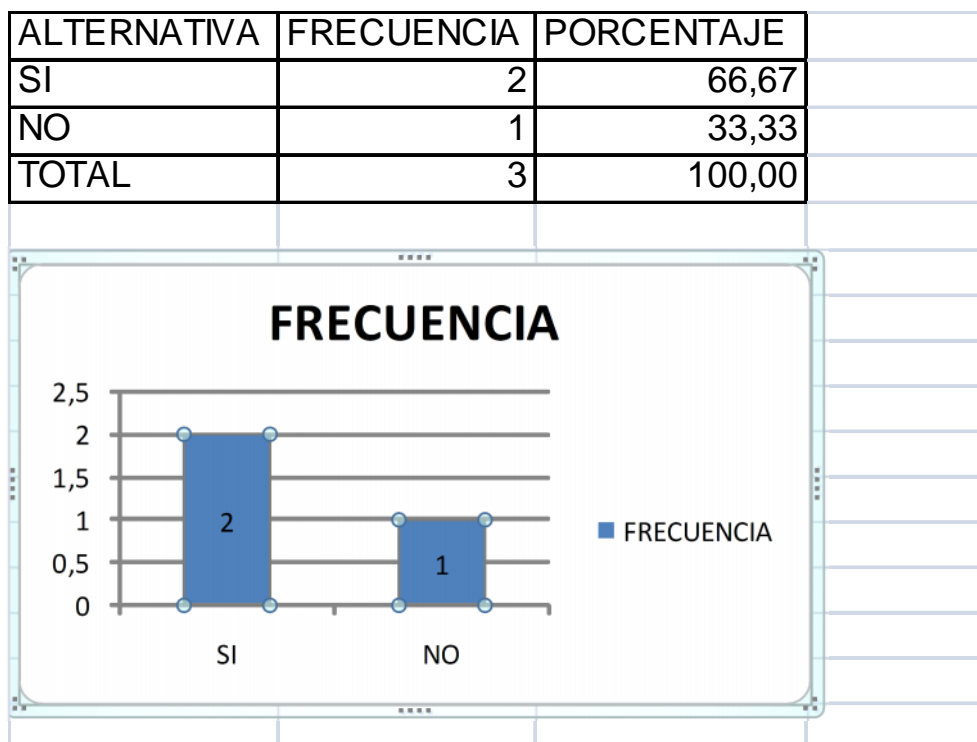 ALTERNATIVA FRECUENCIA PORCENTAJE
SI 2 66,67
NO 1 33,33
TOTAL 3 100,00
FRECUENCIA
2,5
2
1,5
1
0,5
0
2
1
SI NO
FRECUENCIA